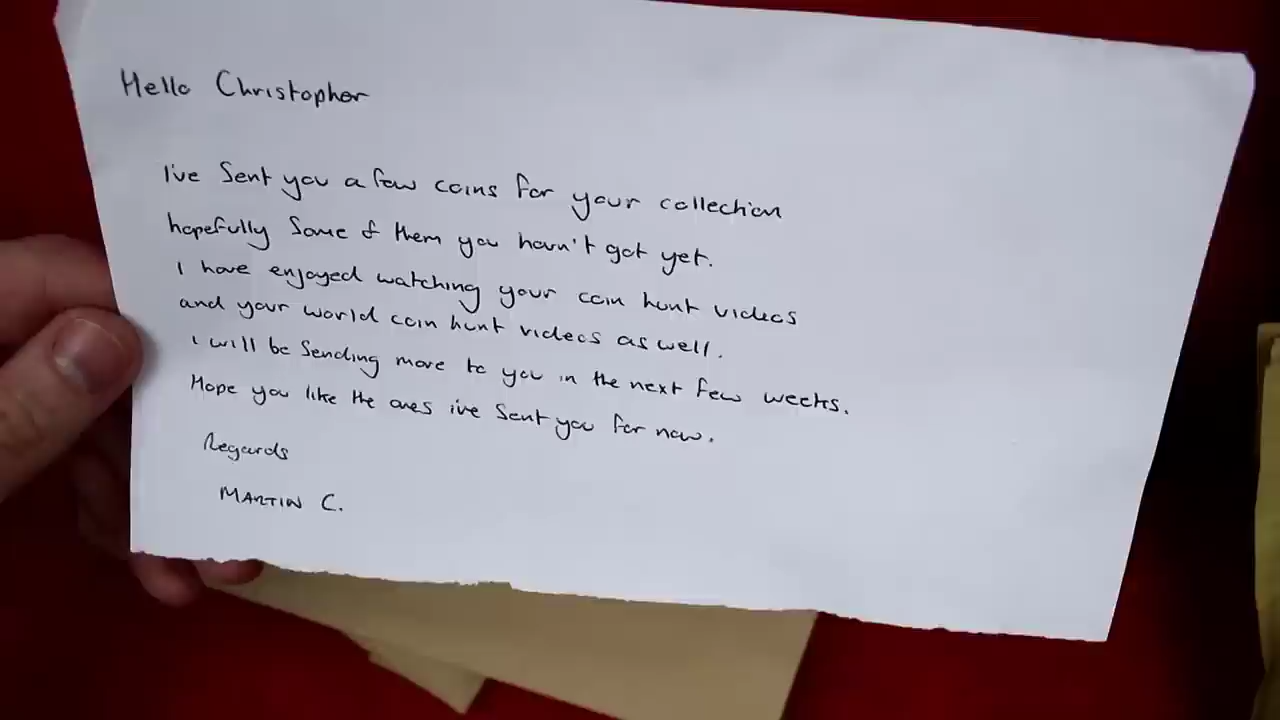 Hello Christopher
I've Sent you a few coins for your collection
hopefully Some of them you havn't got yet.
I have enjoyed watching your coin hunt videos
and your world coin hunt videos as well.
I will be Sending more to you in the next few weeks.
Hope you like the ones i've Sent you for now.
Regards
MARTIN C.